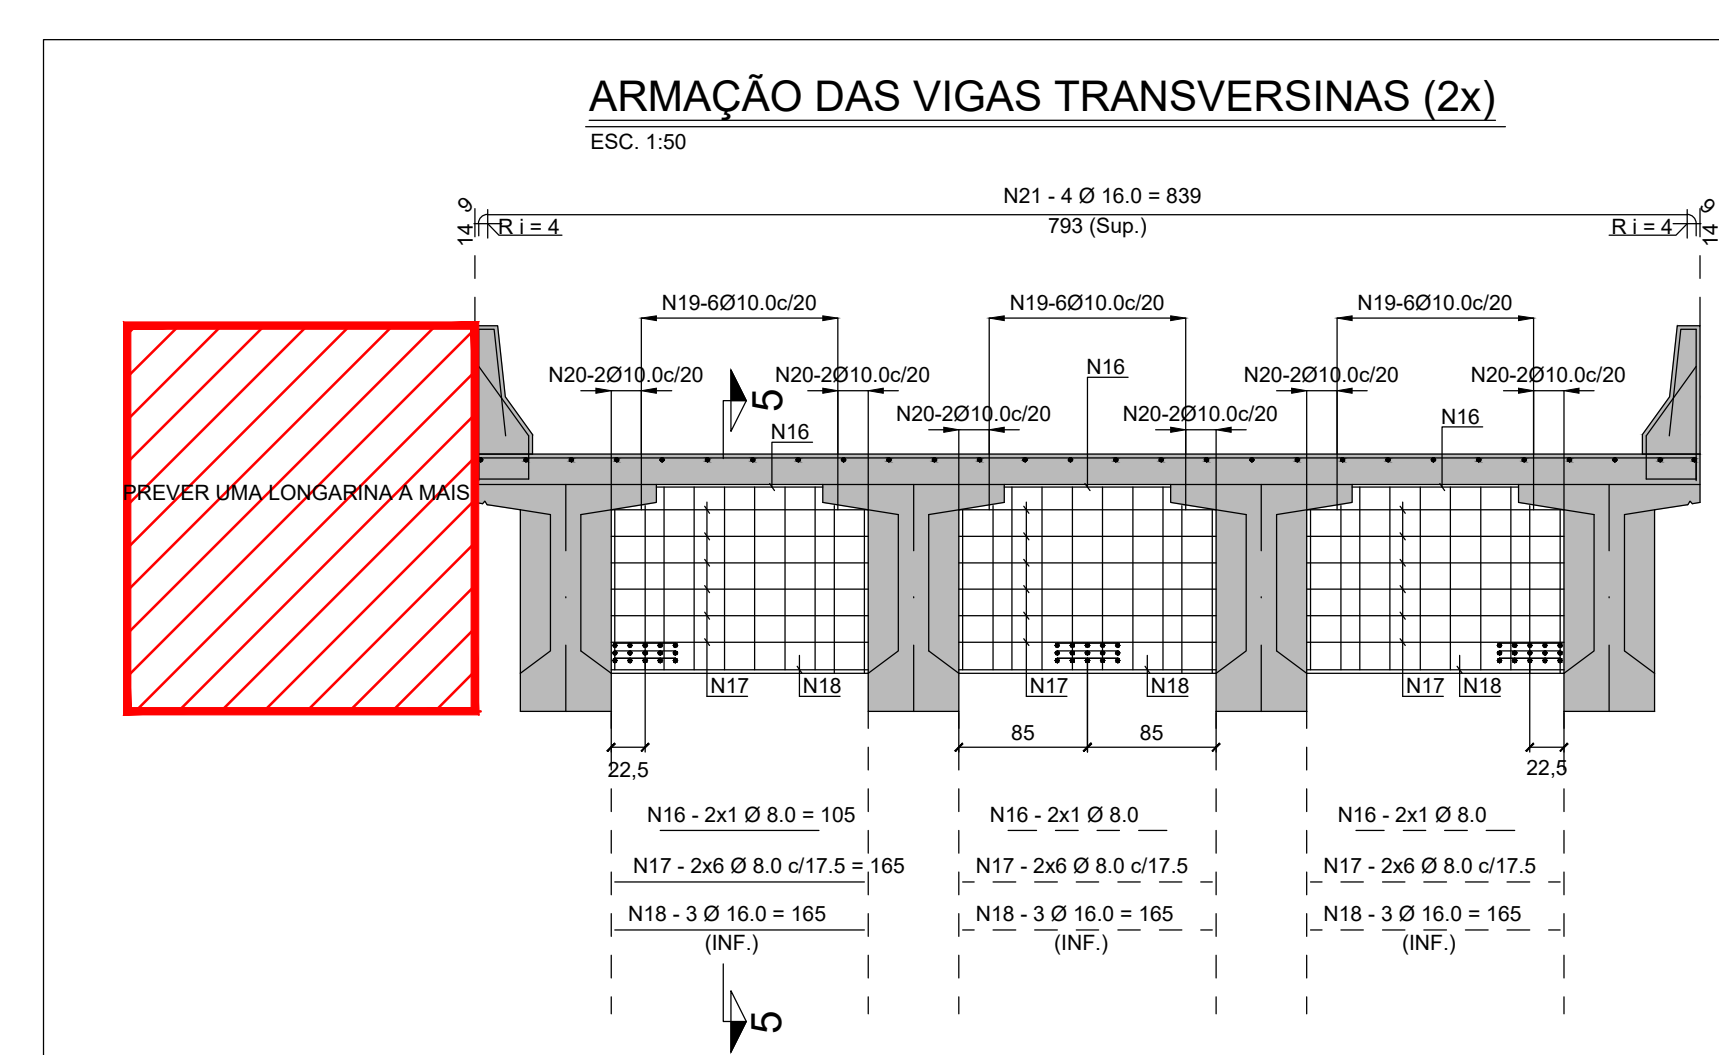 ARMAÇÃO DAS VIGAS TRANSVERSINAS (2x)
ESC. 1:50
N21 - 4 Ø 16.0 = 839
793 (Sup.)
9
14
R i = 4
R i = 4
9
14
N19-6Ø10.0c/20
N19-6Ø10.0c/20
N19-6Ø10.0c/20
N20-2Ø10.0c/20
N20-2Ø10.0c/20
N16
N20-2Ø10.0c/20
N20-2Ø10.0c/20
5
N20-2Ø10.0c/20
N20-2Ø10.0c/20
N16
N16
PREVER UMA LONGARINA A MAIS
N17
N18
N17
N18
N17
N18
85
85
22,5
22,5
N16 - 2x1 Ø 8.0 = 105
N16 - 2x1 Ø 8.0
N16 - 2x1 Ø 8.0
N17 - 2x6 Ø 8.0 c/17.5 = 165
N17 - 2x6 Ø 8.0 c/17.5
N17 - 2x6 Ø 8.0 c/17.5
N18 - 3 Ø 16.0 = 165
N18 - 3 Ø 16.0 = 165
N18 - 3 Ø 16.0 = 165
(INF.)
(INF.)
(INF.)
5